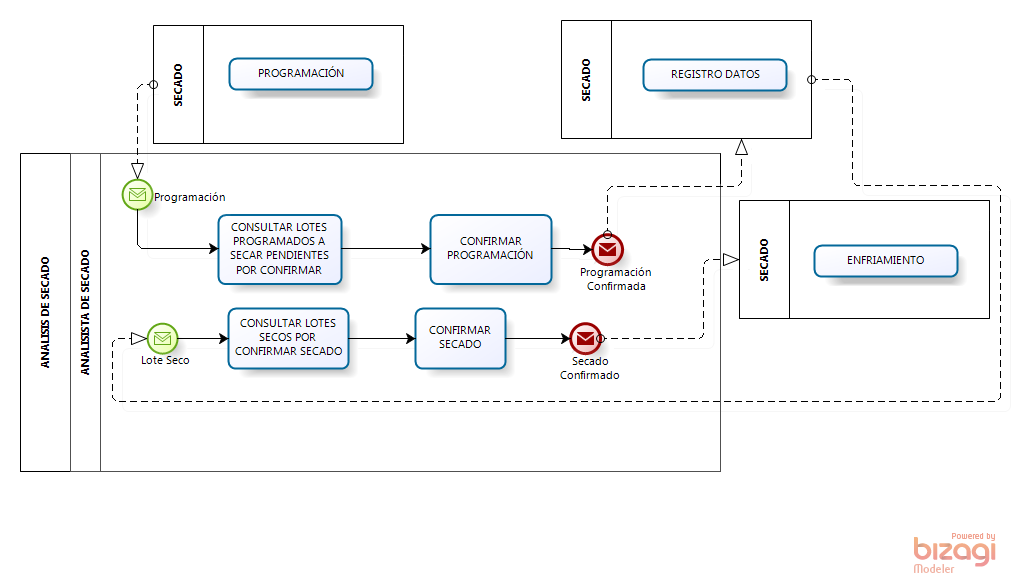 SECADO
PROGRAMACIÓN
SECADO
REGISTRO DATOS
ANALISIS DE SECADO
ANALISISTA DE SECADO
Programación
CONSULTAR LOTES
PROGRAMADOS A
SECAR PENDIENTES
POR CONFIRMAR
CONFIRMAR
PROGRAMACIÓN
Programación
Confirmada
SECADO
ENFRIAMIENTO
Lote Seco
CONSULTAR LOTES
SECOS POR
CONFIRMAR SECADO
CONFIRMAR
SECADO
Secado
Confirmado
Powered by
bizagi
Modeler